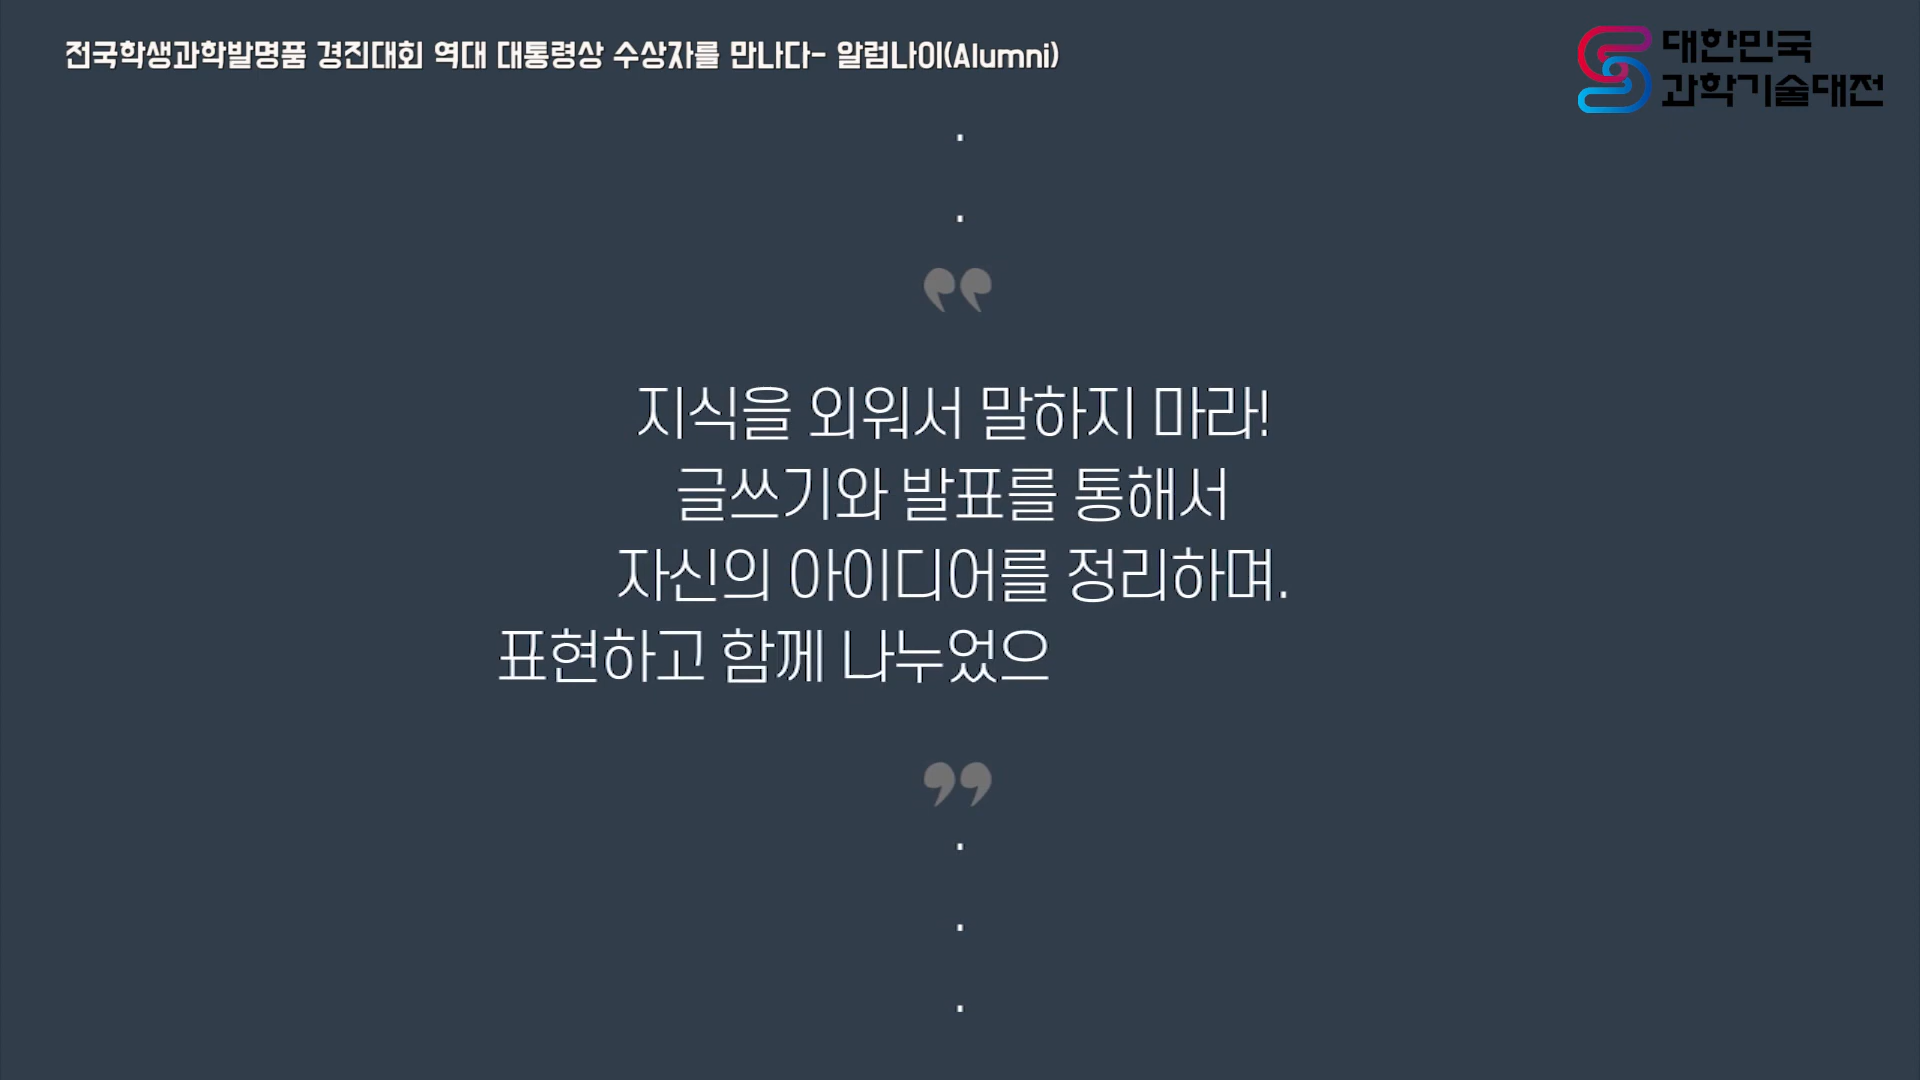 전국학생과학발명품 경진대회 역대 대통령상 수상자를 만나다- 알럼나이(Alumni)
대한민국
과학기술대전
.
.
❝
지식을 외워서 말하지 마라!
글쓰기와 발표를 통해서
자신의 아이디어를 정리하며.
표현하고 함께 나누었으
❞
.
.
.